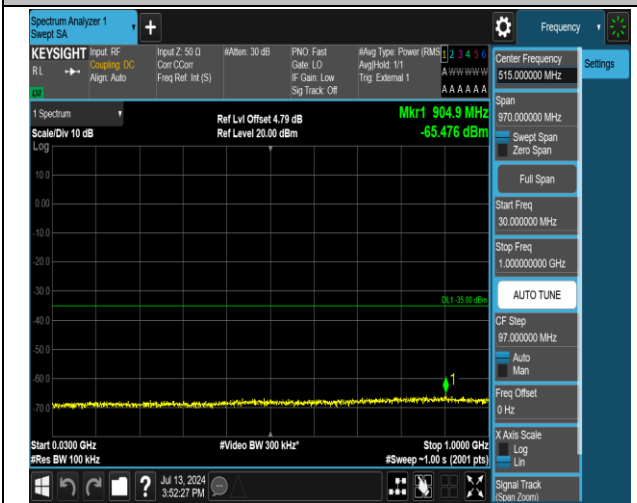 Spectrum Analyzer 1
Swept SA
Frequency
KEYSIGHT
RL
LXI
Input: RF
Coupling: DC
Align: Auto
Input Z: 50 Ω
Corr CCorr
Freq Ref: Int (S)
#Atten: 30 dB
PNO: Fast
Gate: LO
IF Gain: Low
Sig Track: Off
#Avg Type: Power (RMS
Avg|Hold: 1/1
Trig: External 1
1 2 3 4 5 6
A W W W W W
A A A A A A
1 Spectrum
Scale/Div 10 dB
Log
Ref Lvl Offset 4.79 dB
Ref Level 20.00 dBm
Mkr1 904.9 MHz
-65.476 dBm
10.0
0.00
-10.0
-20.0
-30.0
-40.0
-50.0
-60.0
-70.0
DL1 -35.00 dBm
1
Start 0.0300 GHz
#Res BW 100 kHz
#Video BW 300 kHz*
Stop 1.0000 GHz
#Sweep ~1.00 s (2001 pts)
Center Frequency
515.000000 MHz
Span
970.000000 MHz
Swept Span
Zero Span
Full Span
Start Freq
30.000000 MHz
Stop Freq
1.000000000 GHz
AUTO TUNE
CF Step
97.000000 MHz
Auto
Man
Freq Offset
0 Hz
X Axis Scale
Log
Lin
Signal Track
(Span Zoom)
Settings
Jul 13, 2024
3:52:27 PM